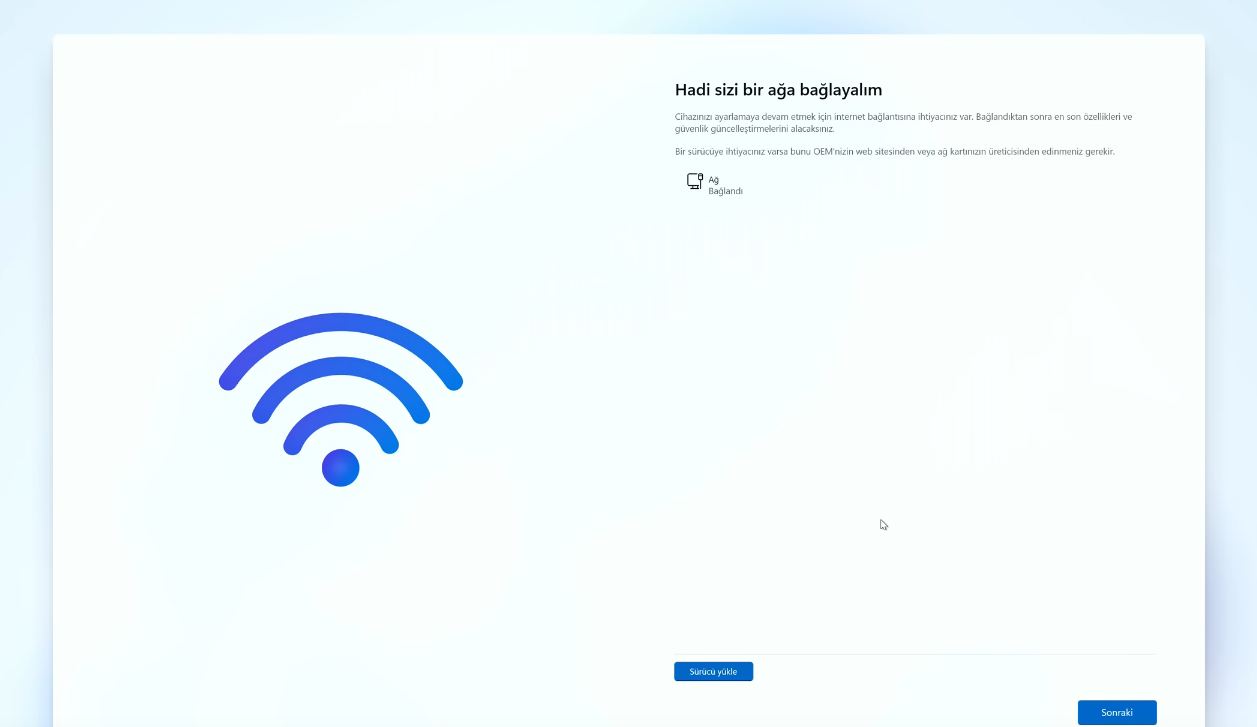 Hadi sizi bir ağa bağlayalım
Cihazınızı ayarlamaya devam etmek için internet bağlantısına ihtiyacınız var. Bağlandıktan sonra en son özellikleri ve
güvenlik güncelleştirmelerini alacaksınız.
Bir sürücüye ihtiyacınız varsa bunu OEM'nizin web sitesinden veya ağ kartınızın üreticisinden edinmeniz gerekir.
Ağ
Bağlandı
Sürücü yükle
Sonraki